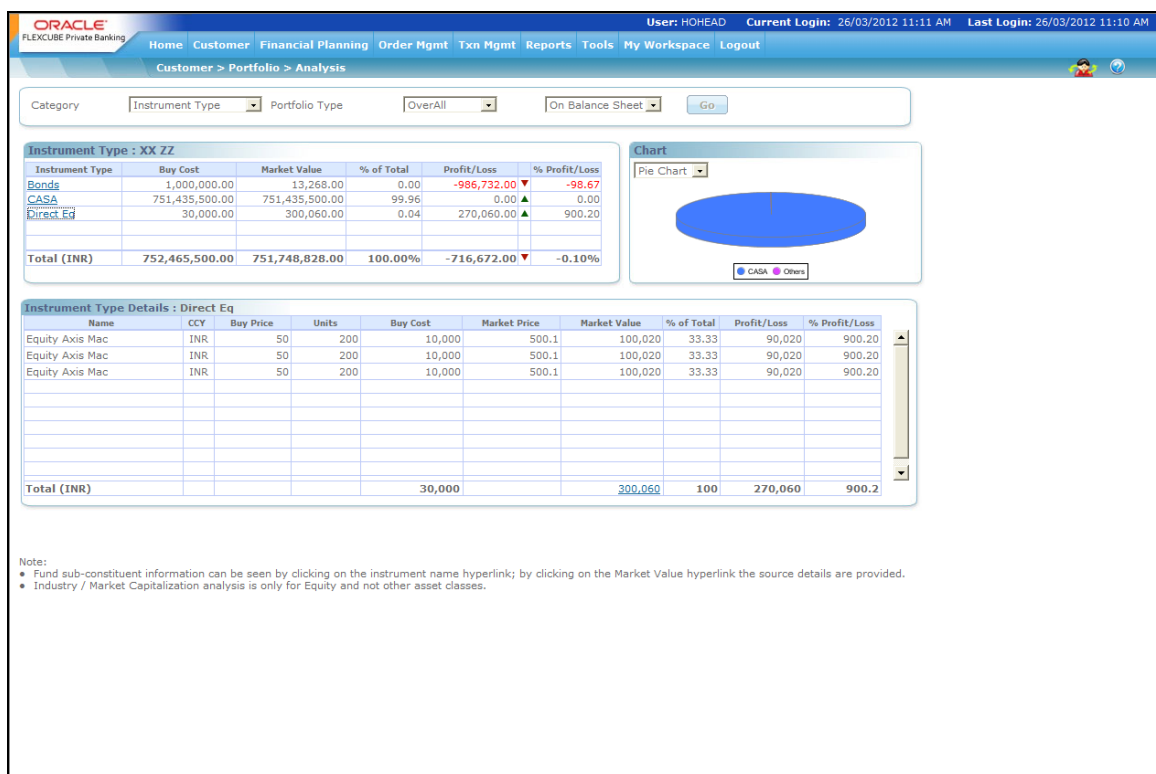 ORACLE
FLEXCUBE Private Banking
User: HOHEAD Current Login: 26/03/2012 11:11 AM Last Login: 26/03/2012 11:10 AM
Home Customer Financial Planning Order Mgmt Txn Mgmt Reports Tools My Workspace Logout
Customer > Portfolio > Analysis
Category Instrument Type Portfolio Type OverAll On Balance Sheet Go
Instrument Type : XX ZZ
Instrument Type Buy Cost Market Value % of Total Profit/Loss % Profit/Loss
Bonds 1,000,000.00 13,268.00 0.00 -986,732.00 -98.67
CASA 751,435,500.00 751,435,500.00 99.96 0.00 0.00
Direct Eq 30,000.00 300,060.00 0.04 270,060.00 900.20
Total (INR) 752,465,500.00 751,748,828.00 100.00% -716,672.00 -0.10%
Chart
Pie Chart
CASA Others
Instrument Type Details : Direct Eq
Name CCY Buy Price Units Buy Cost Market Price Market Value % of Total Profit/Loss % Profit/Loss
Equity Axis Mac INR 50 200 10,000 500.1 100,020 33.33 90,020 900.20
Equity Axis Mac INR 50 200 10,000 500.1 100,020 33.33 90,020 900.20
Equity Axis Mac INR 50 200 10,000 500.1 100,020 33.33 90,020 900.20
Total (INR) 30,000 300,060 100 270,060 900.2
Note:
● Fund sub-constituent information can be seen by clicking on the instrument name hyperlink; by clicking on the Market Value hyperlink the source details are provided.
● Industry / Market Capitalization analysis is only for Equity and not other asset classes.